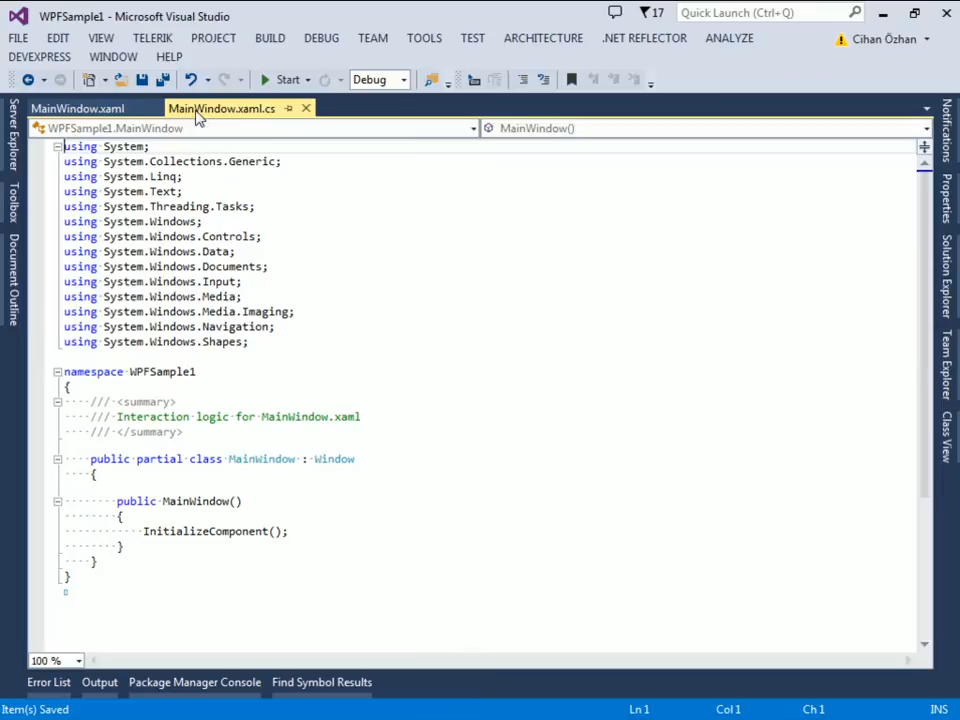 WPFSample1 - Microsoft Visual Studio
17
Quick Launch (Ctrl+Q)
FILE EDIT VIEW TELERIK PROJECT BUILD DEBUG TEAM TOOLS TEST ARCHITECTURE .NET REFLECTOR ANALYZE
Cihan Özhan
DEVEXPRESS WINDOW HELP
Start Debug
MainWindow.xaml MainWindow.xaml.cs
WPFSample1.MainWindow MainWindow()
using System;
using System.Collections.Generic;
using System.Linq;
using System.Text;
using System.Threading.Tasks;
using System.Windows;
using System.Windows.Controls;
using System.Windows.Data;
using System.Windows.Documents;
using System.Windows.Input;
using System.Windows.Media;
using System.Windows.Media.Imaging;
using System.Windows.Navigation;
using System.Windows.Shapes;
namespace WPFSample1
{
/// <summary>
/// Interaction logic for MainWindow.xaml
/// </summary>
public partial class MainWindow : Window
{
public MainWindow()
{
InitializeComponent();
}
}
}
100 %
Server Explorer
Toolbox
Document Outline
Notifications
Properties
Solution Explorer
Team Explorer
Class View
Error List Output Package Manager Console Find Symbol Results
Item(s) Saved Ln 1 Col 1 Ch 1 INS